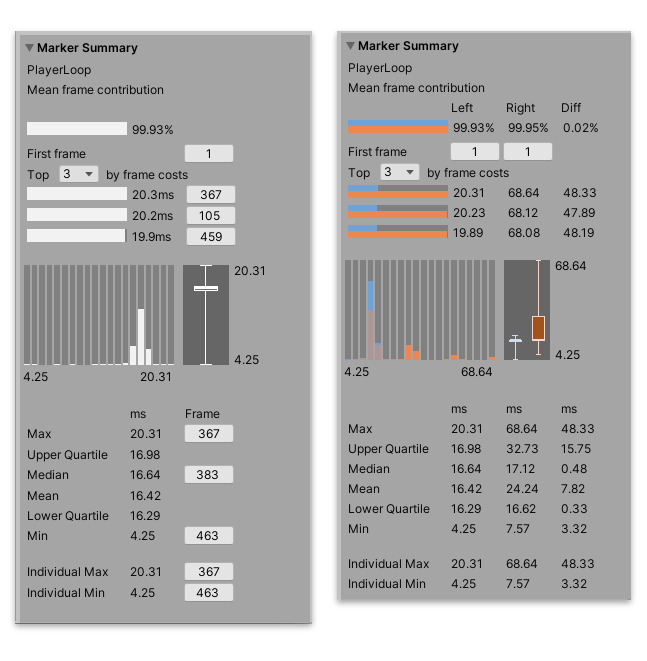 Marker Summary
PlayerLoop
Mean frame contribution
99.93%
First frame 1
Top 3 by frame costs
20.3ms 367
20.2ms 105
19.9ms 459
20.31
4.25
4.25 20.31
ms Frame
Max 20.31 367
Upper Quartile 16.98
Median 16.64 383
Mean 16.42
Lower Quartile 16.29
Min 4.25 463
Individual Max 20.31 367
Individual Min 4.25 463
Marker Summary
PlayerLoop
Mean frame contribution
Left Right Diff
99.93% 99.95% 0.02%
First frame 1 1
Top 3 by frame costs
20.31 68.64 48.33
20.23 68.12 47.89
19.89 68.08 48.19
68.64
4.25
4.25 68.64
ms ms ms
Max 20.31 68.64 48.33
Upper Quartile 16.98 32.73 15.75
Median 16.64 17.12 0.48
Mean 16.42 24.24 7.82
Lower Quartile 16.29 16.62 0.33
Min 4.25 7.57 3.32
Individual Max 20.31 68.64 48.33
Individual Min 4.25 7.57 3.32